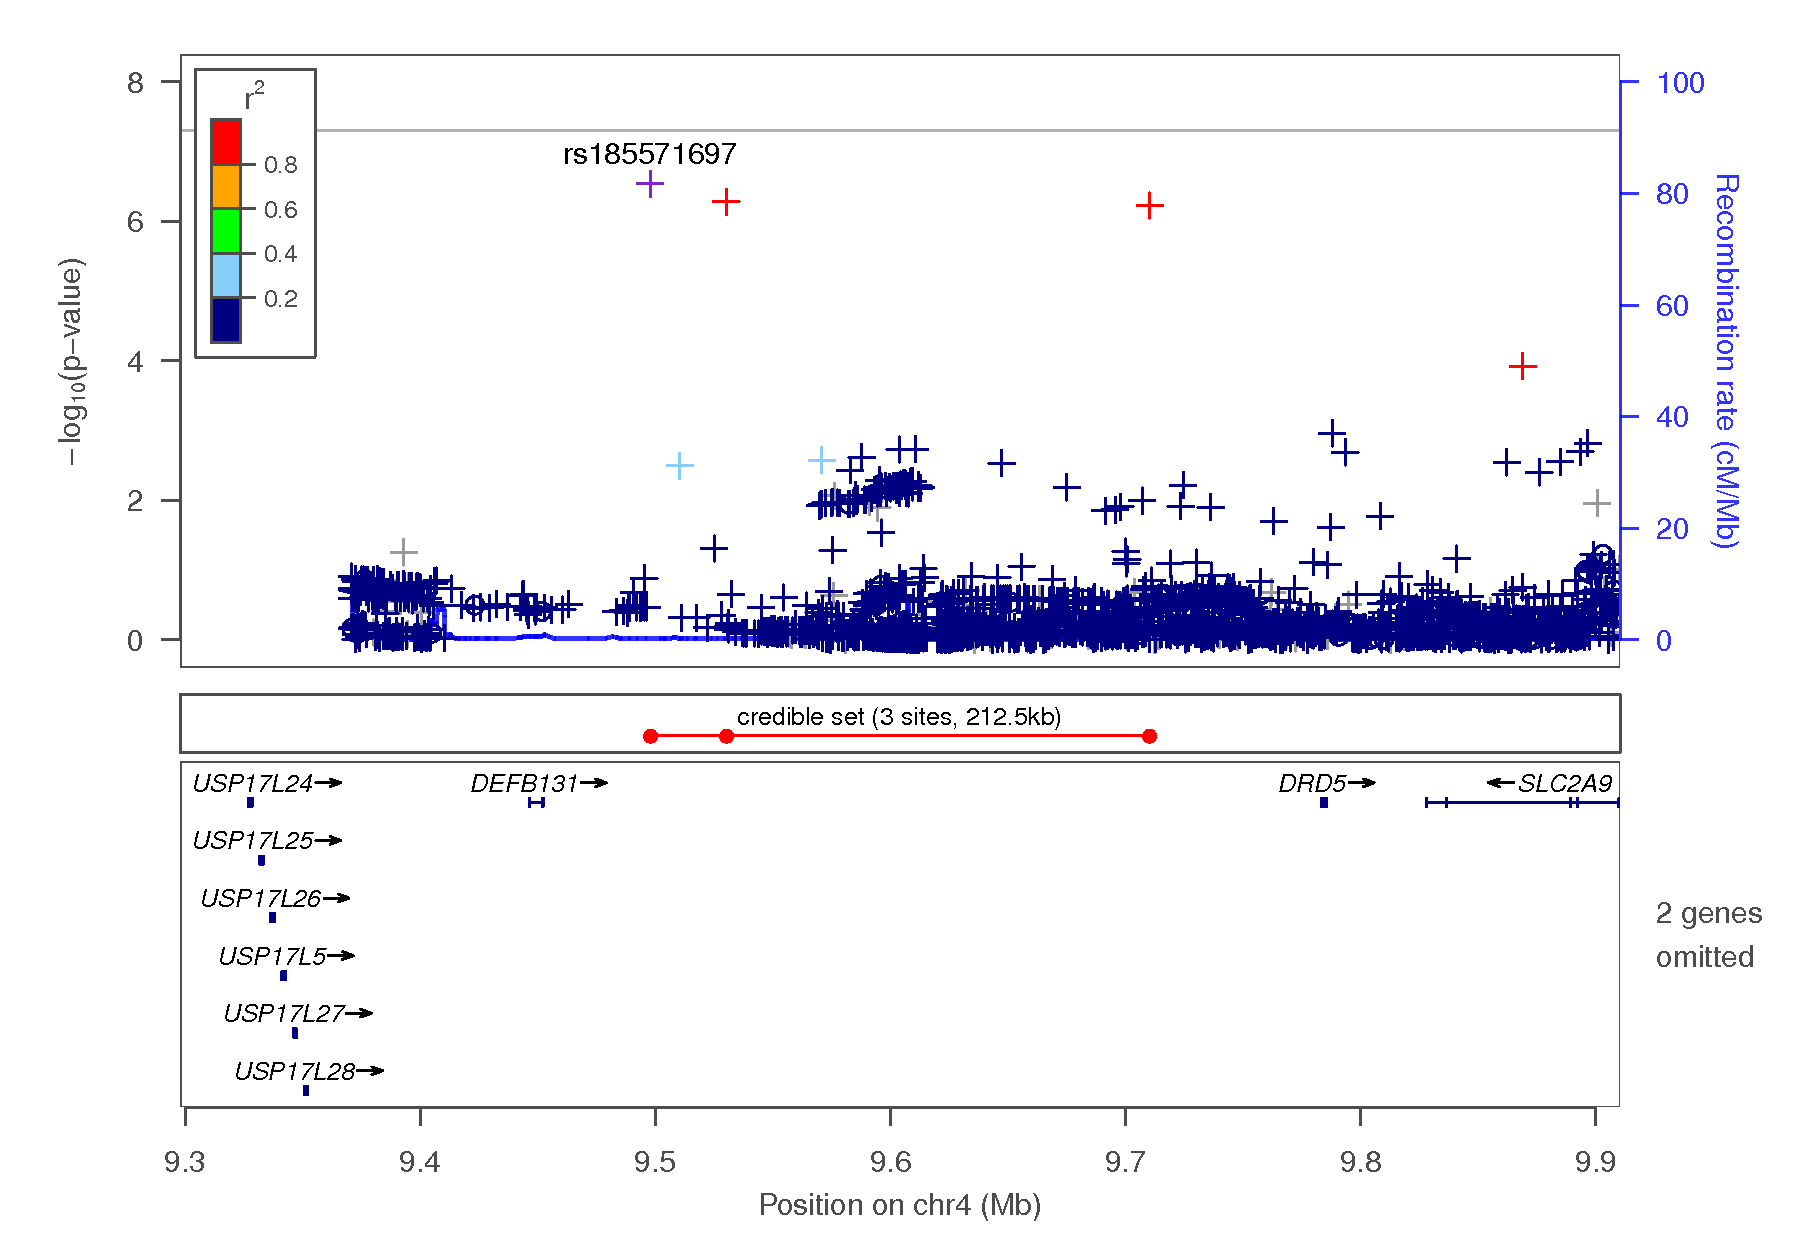 r2
0.8
0.6
0.4
0.2
rs185571697
8
6
4
2
0
−log10(p−value)
100
80
60
40
20
0
Recombination rate (cM/Mb)
credible set (3 sites, 212.5kb)
USP17L24 DEFB131 DRD5 SLC2A9
USP17L25
USP17L26
USP17L5
USP17L27
USP17L28
2 genes
omitted
9.3 9.4 9.5 9.6 9.7 9.8 9.9
Position on chr4 (Mb)